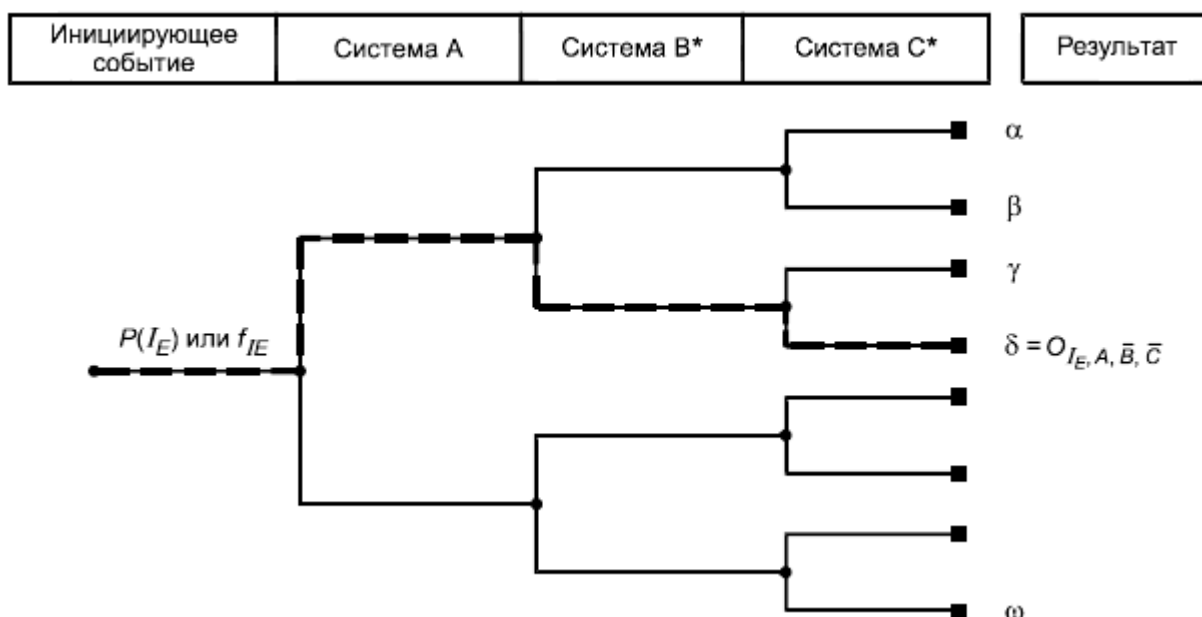 Инициирующее событие
Система A
Система B*
Система C*
Результат
α
β
γ
P(I_E) или f_IE
δ = O_{I_E, A, B̅, C̅}
ω